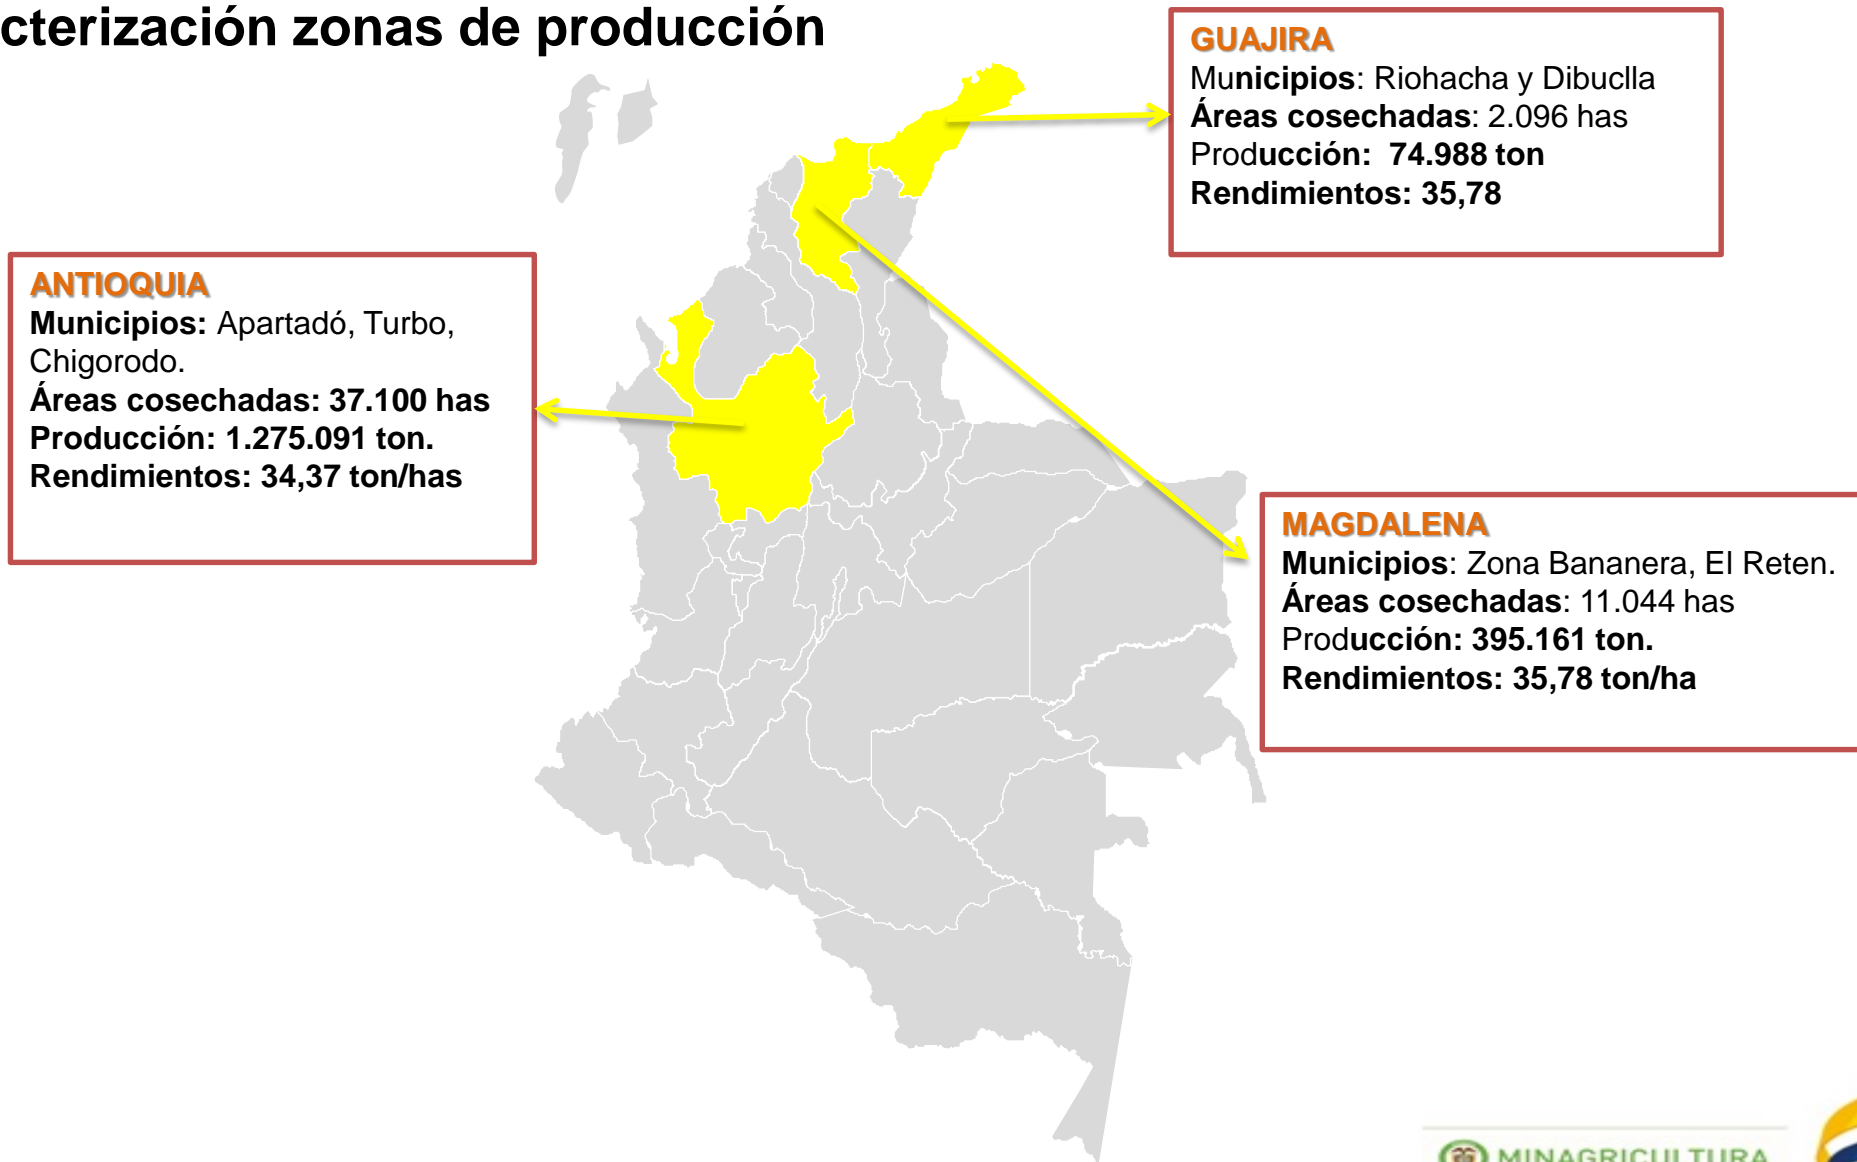 cterización zonas de producción
GUAJIRA
Municipios: Riohacha y Dibuclla
Áreas cosechadas: 2.096 has
Producción:  74.988 ton
Rendimientos: 35,78
ANTIOQUIA
Municipios: Apartadó, Turbo,
Chigorodo.
Áreas cosechadas: 37.100 has
Producción: 1.275.091 ton.
Rendimientos: 34,37 ton/has
MAGDALENA
Municipios: Zona Bananera, El Reten.
Áreas cosechadas: 11.044 has
Producción: 395.161 ton.
Rendimientos: 35,78 ton/ha
MINAGRICULTURA